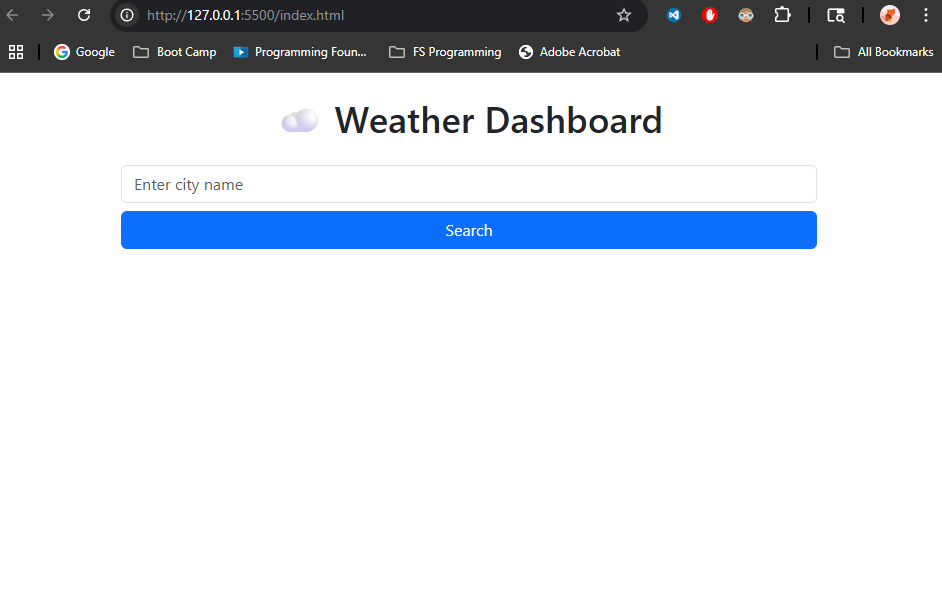 http://127.0.0.1:5500/index.html
Google Boot Camp Programming Foun... FS Programming Adobe Acrobat All Bookmarks
☁️ Weather Dashboard
Enter city name
Search